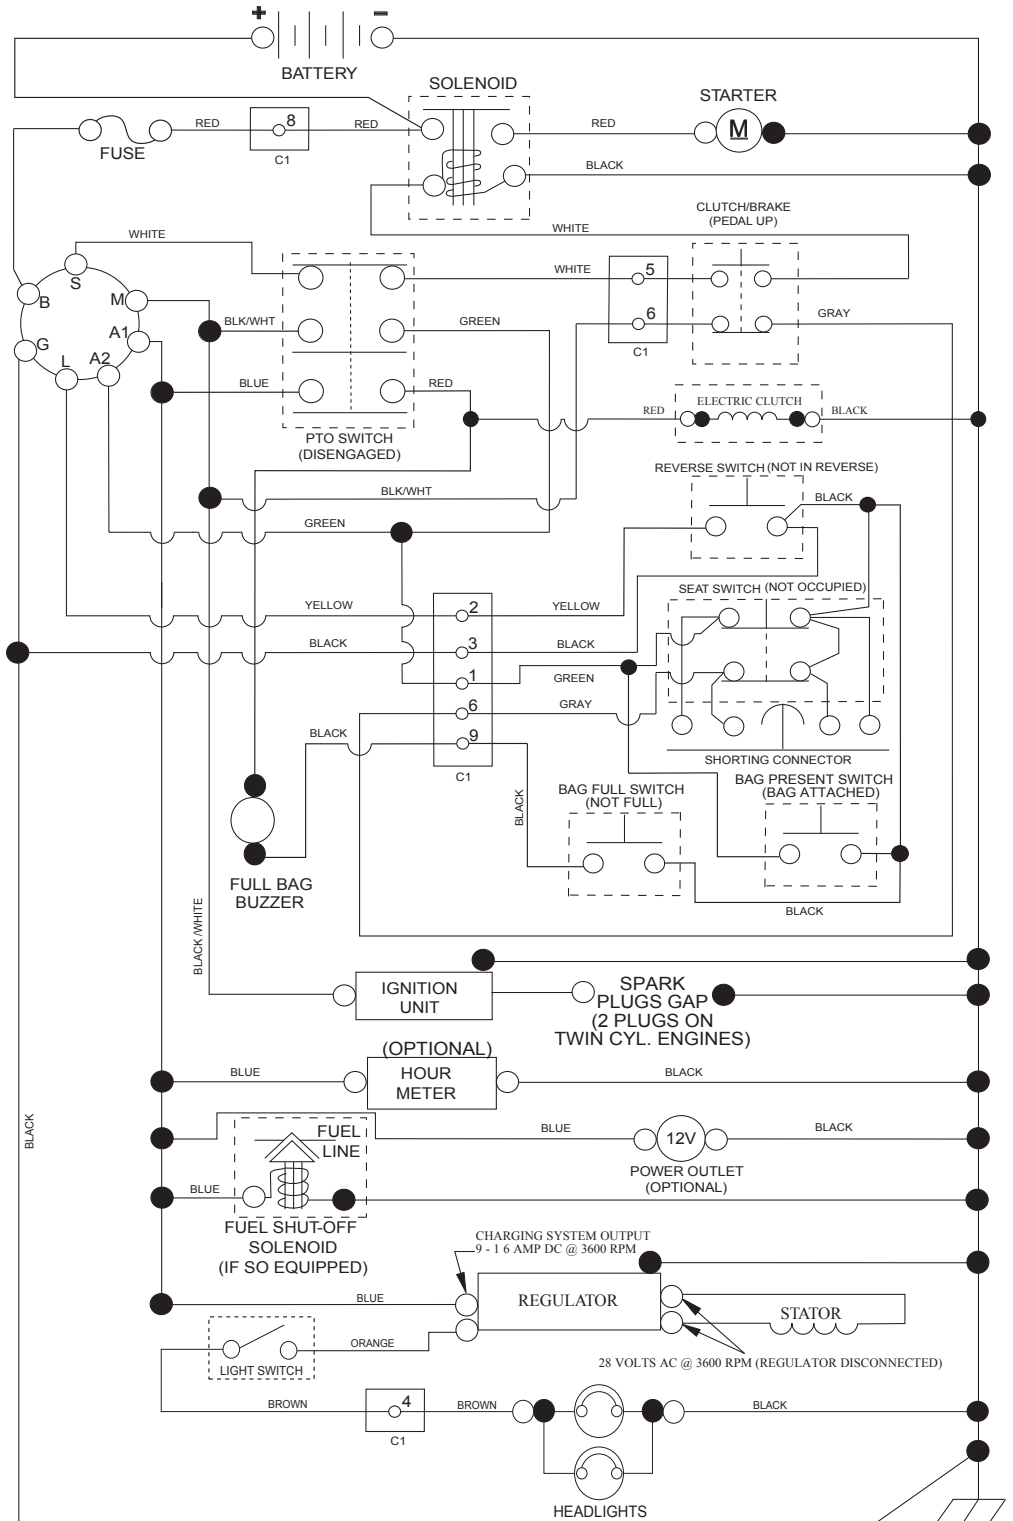 + -
BATTERY
SOLENOID
STARTER
RED
8
RED
RED
M
FUSE
C1
BLACK
CLUTCH/BRAKE
(PEDAL UP)
WHITE
WHITE
WHITE
5
S
B
M
BLK/WHT
GREEN
6
GRAY
G
A1
C1
L
A2
BLUE
RED
ELECTRIC CLUTCH
RED
BLACK
PTO SWITCH
(DISENGAGED)
REVERSE SWITCH (NOT IN REVERSE)
BLK/WHT
BLACK
GREEN
SEAT SWITCH (NOT OCCUPIED)
YELLOW
2
YELLOW
BLACK
3
BLACK
1
GREEN
6
GRAY
BLACK
9
SHORTING CONNECTOR
C1
BAG PRESENT SWITCH
(BAG ATTACHED)
BAG FULL SWITCH
(NOT FULL)
BLACK
FULL BAG
BUZZER
BLACK
BLACK /WHITE
IGNITION
UNIT
SPARK
PLUGS GAP
(2 PLUGS ON
TWIN CYL. ENGINES)
(OPTIONAL)
BLUE
HOUR
METER
BLACK
BLACK
FUEL
LINE
BLUE
12V
BLACK
POWER OUTLET
(OPTIONAL)
BLUE
FUEL SHUT-OFF
SOLENOID
(IF SO EQUIPPED)
CHARGING SYSTEM OUTPUT
9 - 1 6 AMP DC @ 3600 RPM
BLUE
REGULATOR
STATOR
ORANGE
LIGHT SWITCH
28 VOLTS AC @ 3600 RPM (REGULATOR DISCONNECTED)
BROWN
4
BROWN
BLACK
C1
HEADLIGHTS